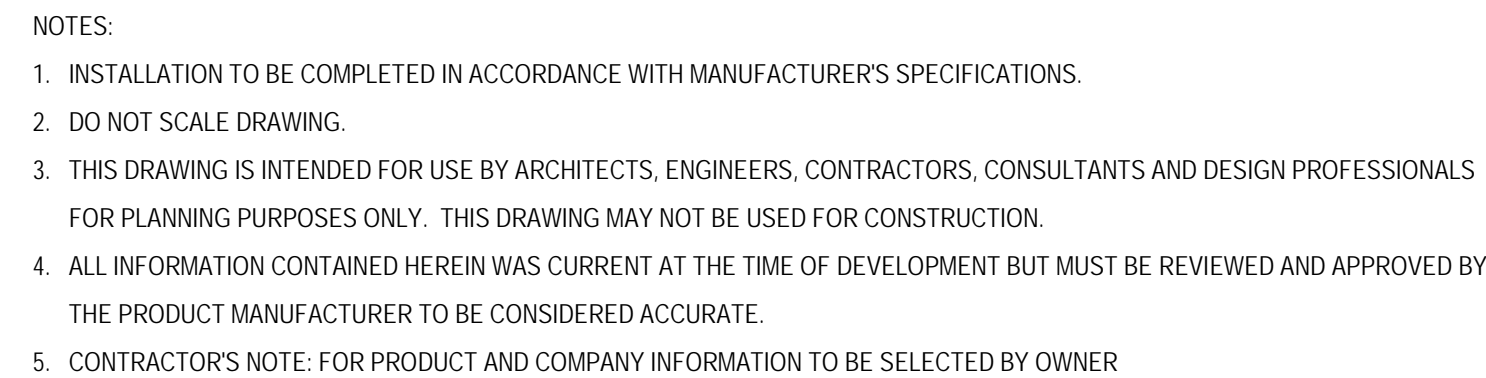 NOTES:
1. INSTALLATION TO BE COMPLETED IN ACCORDANCE WITH MANUFACTURER'S SPECIFICATIONS.
2. DO NOT SCALE DRAWING.
3. THIS DRAWING IS INTENDED FOR USE BY ARCHITECTS, ENGINEERS, CONTRACTORS, CONSULTANTS AND DESIGN PROFESSIONALS
FOR PLANNING PURPOSES ONLY. THIS DRAWING MAY NOT BE USED FOR CONSTRUCTION.
4. ALL INFORMATION CONTAINED HEREIN WAS CURRENT AT THE TIME OF DEVELOPMENT BUT MUST BE REVIEWED AND APPROVED BY
THE PRODUCT MANUFACTURER TO BE CONSIDERED ACCURATE.
5. CONTRACTOR'S NOTE: FOR PRODUCT AND COMPANY INFORMATION TO BE SELECTED BY OWNER